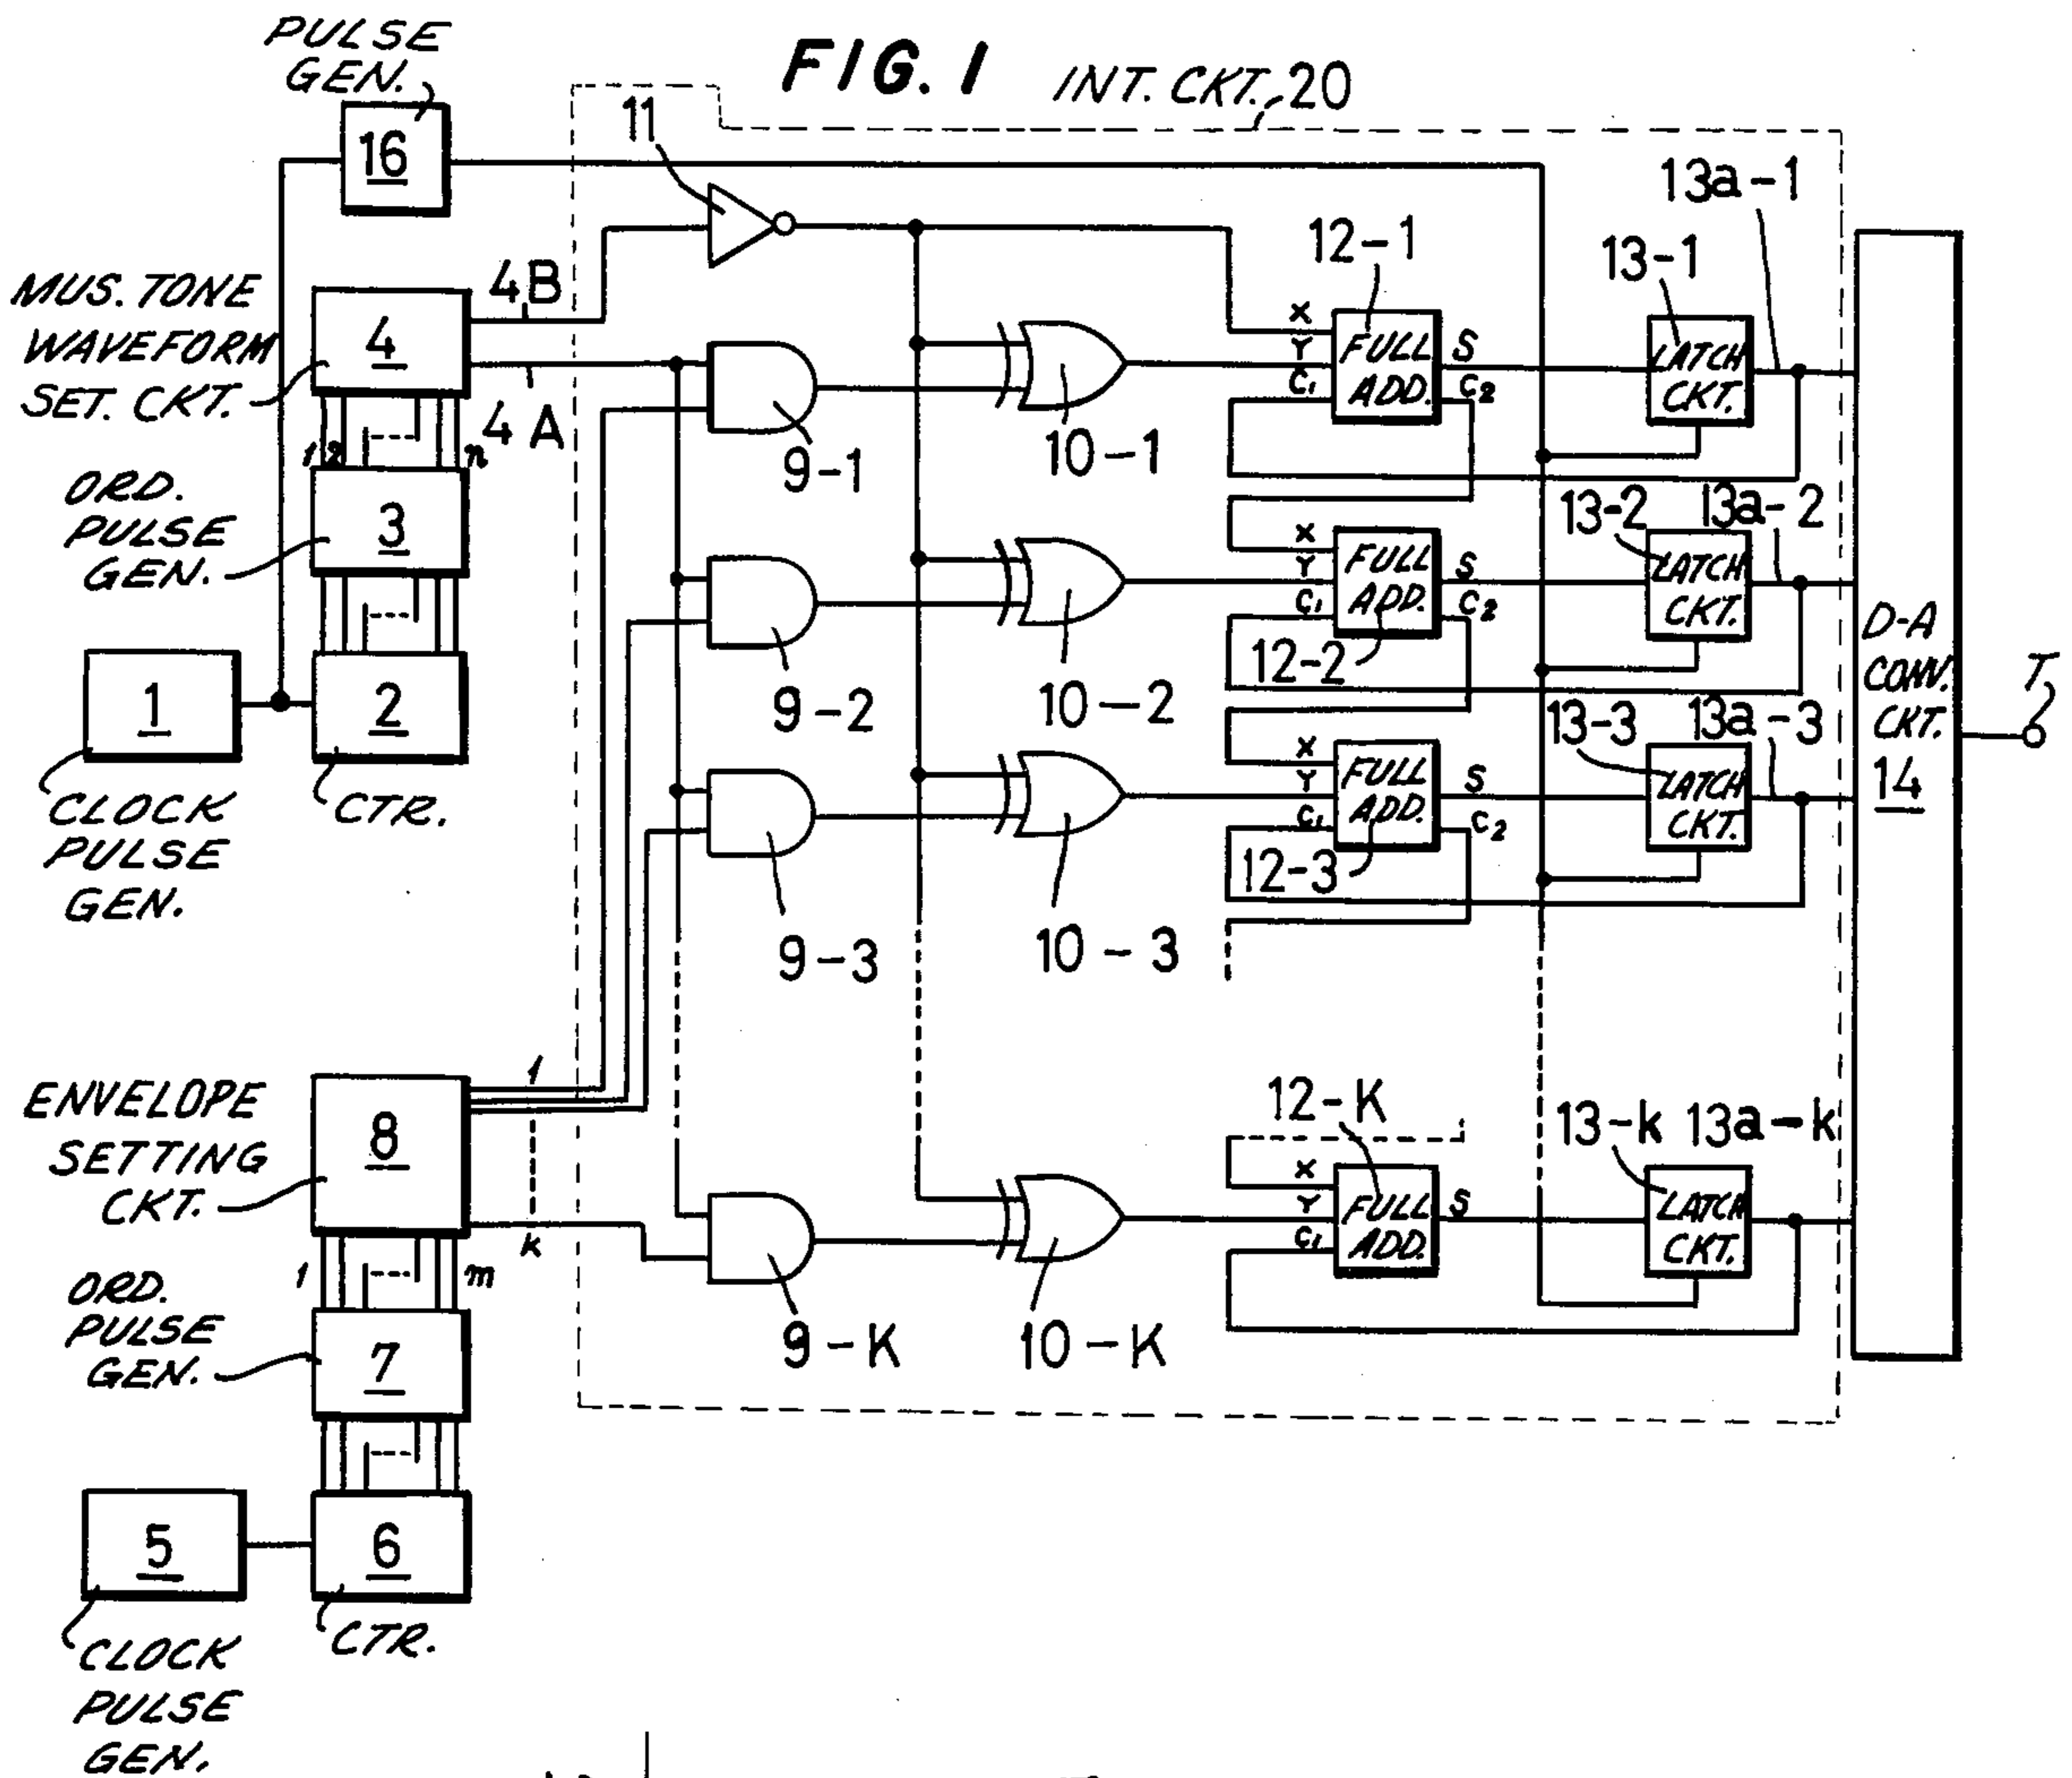 FIG. 1
INT. CKT. 20
PULSE
GEN.
16
11
13a-1
12-1
13-1
MUS. TONE
WAVEFORM
SET. CKT.
4
4B
4A
X
Y
C1
FULL
ADD.
S
C2
LATCH
CKT.
9-1
10-1
1 2
n
ORD.
PULSE
GEN.
3
13-2
13a-2
X
Y
C1
FULL
ADD.
S
C2
LATCH
CKT.
12-2
9-2
10-2
D-A
CONV.
CKT.
14
T
1
2
CLOCK
PULSE
GEN.
CTR.
13-3
13a-3
X
Y
C1
FULL
ADD.
S
C2
LATCH
CKT.
12-3
9-3
10-3
ENVELOPE
SETTING
CKT.
8
1
k
12-K
13-k
13a-k
X
Y
C1
FULL
ADD.
S
LATCH
CKT.
9-K
10-K
1
m
ORD.
PULSE
GEN.
7
5
6
CLOCK
PULSE
GEN.
CTR.